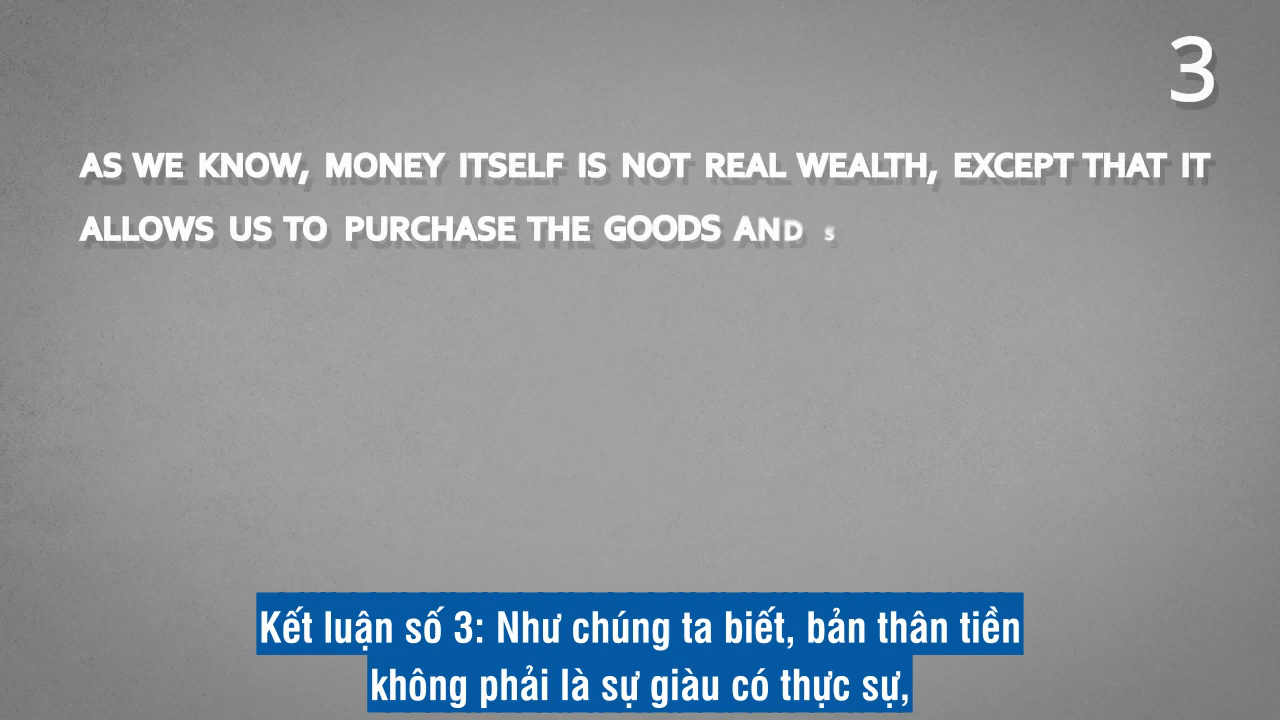 3
AS WE KNOW, MONEY ITSELF IS NOT REAL WEALTH, EXCEPT THAT IT
ALLOWS US TO PURCHASE THE GOODS AND S
Kết luận số 3: Như chúng ta biết, bản thân tiền
không phải là sự giàu có thực sự,